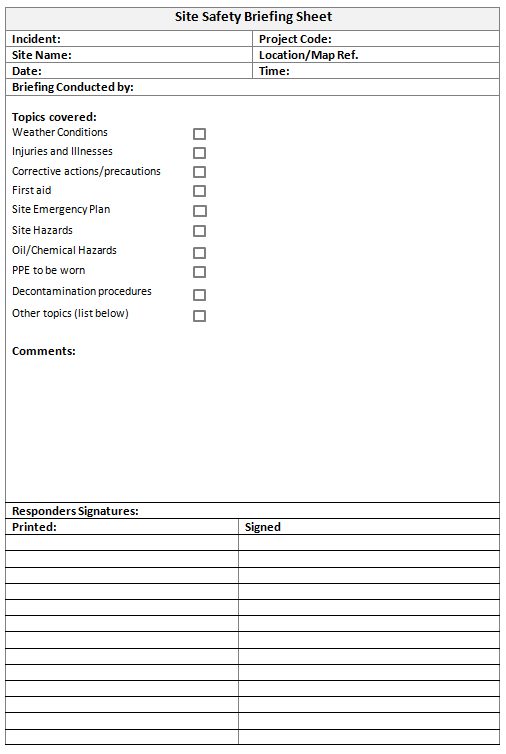 Site Safety Briefing Sheet
Incident: Project Code:
Site Name: Location/Map Ref.
Date: Time:
Briefing Conducted by:
Topics covered:
Weather Conditions
Injuries and Illnesses
Corrective actions/precautions
First aid
Site Emergency Plan
Site Hazards
Oil/Chemical Hazards
PPE to be worn
Decontamination procedures
Other topics (list below)
Comments:
Responders Signatures:
Printed: Signed